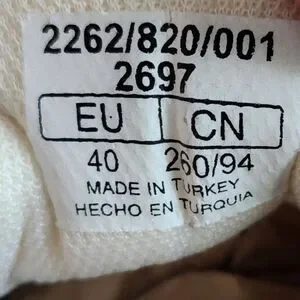 2262/820/001
2697
EU CN
40 260/94
MADE IN TURKEY
HECHO EN TURQUIA